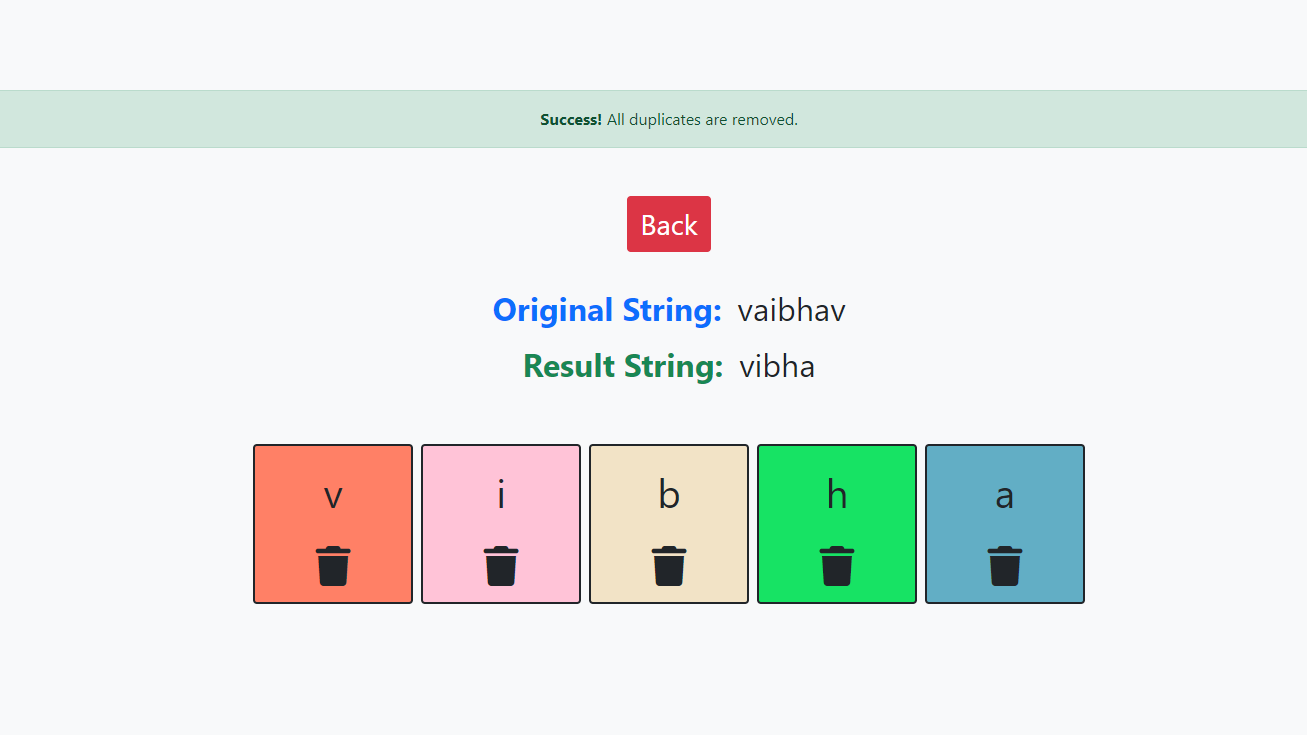 Success! All duplicates are removed.
Back
Original String: vaibhav
Result String: vibha
v i b h a